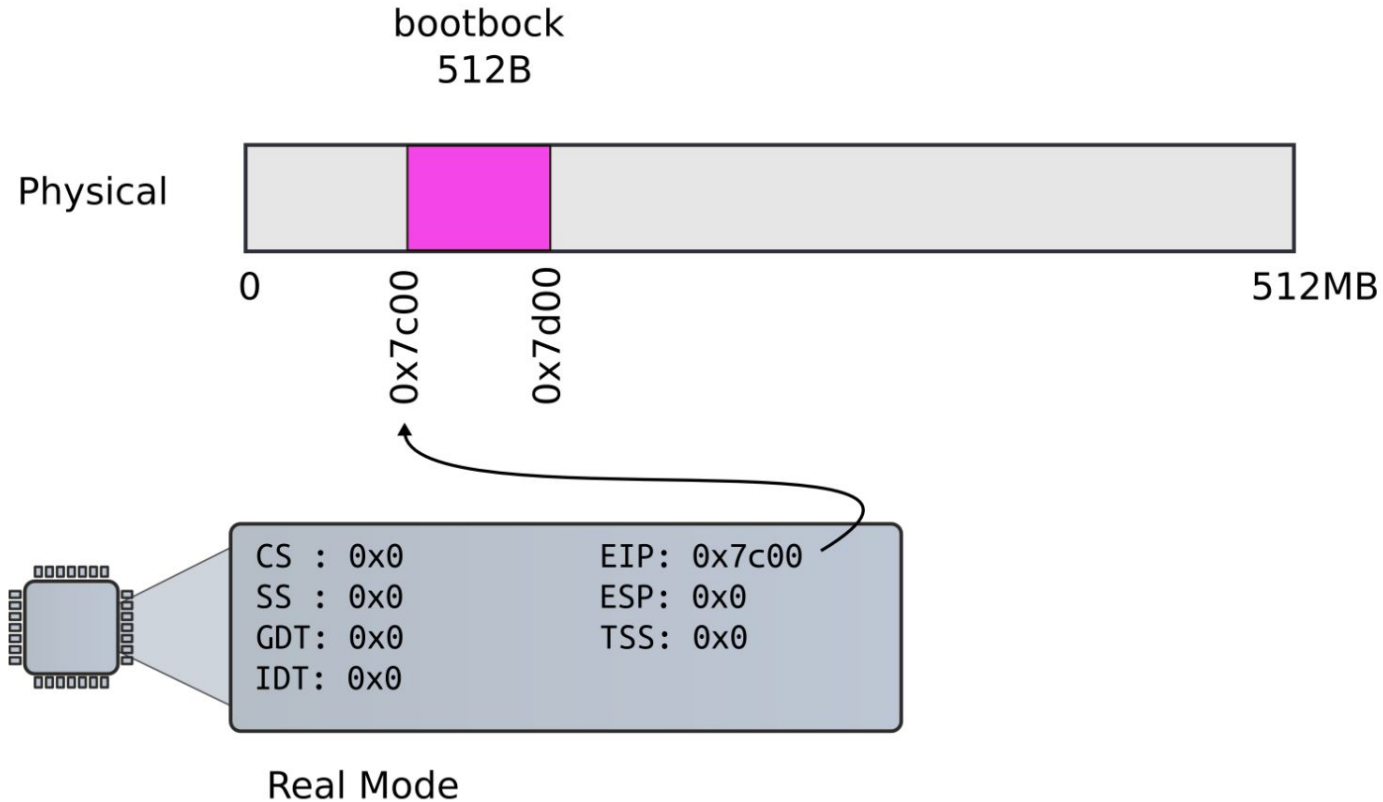 bootbock
512B
Physical
0
0x7c00
0x7d00
512MB
CS : 0x0
EIP: 0x7c00
SS : 0x0
ESP: 0x0
GDT: 0x0
TSS: 0x0
IDT: 0x0
Real Mode